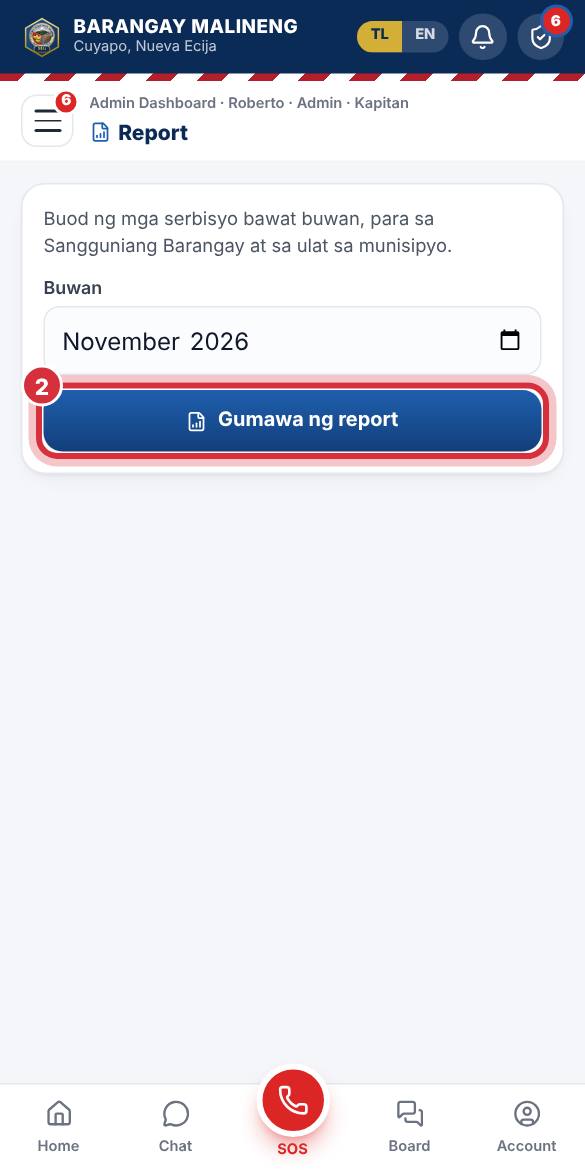 BARANGAY MALINENG
Cuyapo, Nueva Ecija
TL EN
6
6
Admin Dashboard · Roberto · Admin · Kapitan
Report
Buod ng mga serbisyo bawat buwan, para sa
Sangguniang Barangay at sa ulat sa munisipyo.
Buwan
November 2026
2
Gumawa ng report
Home
Chat
SOS
Board
Account